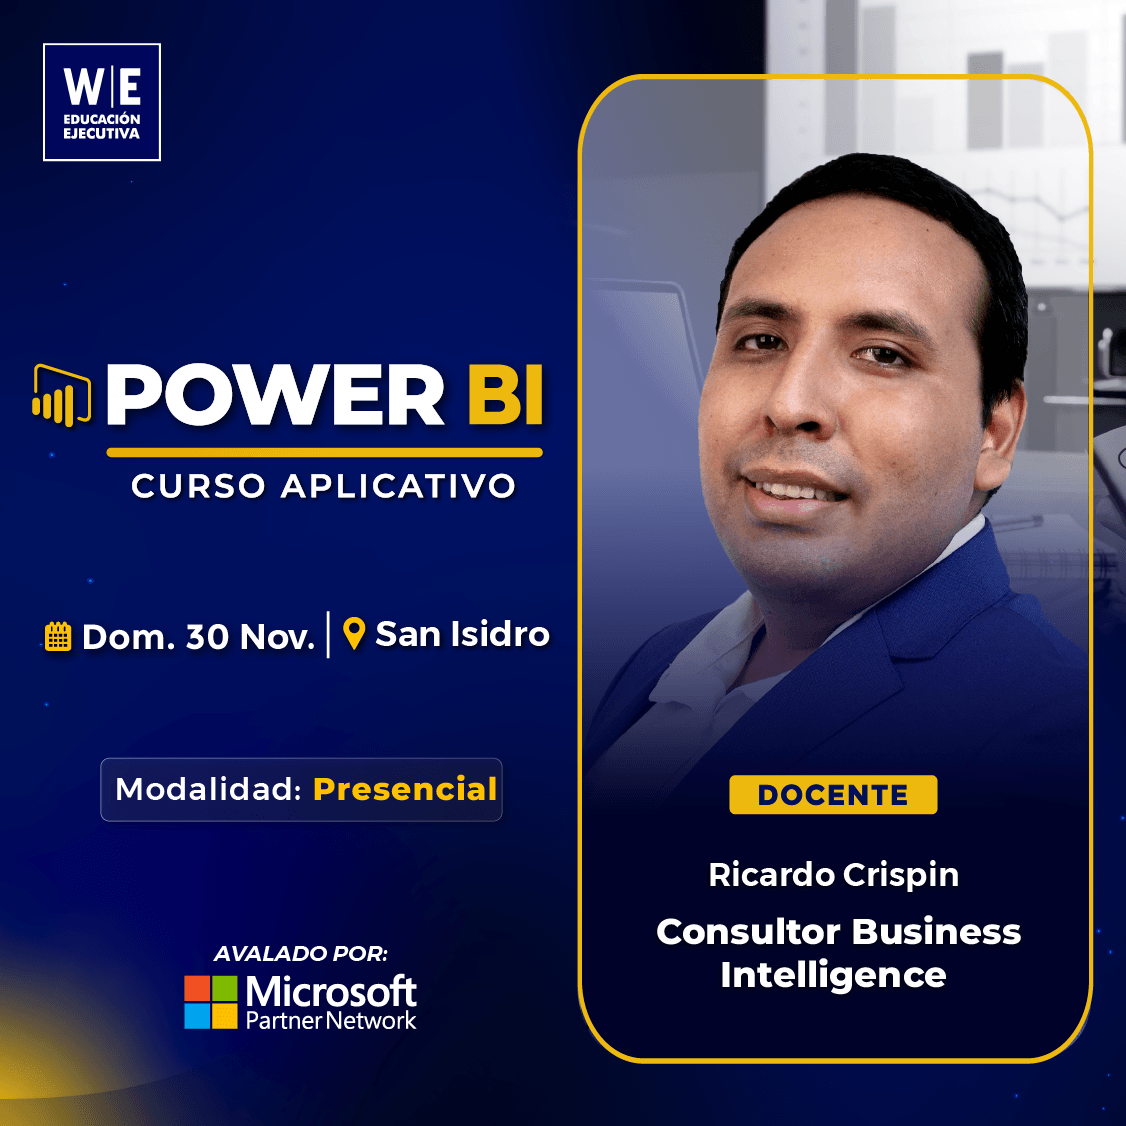 W|E
EDUCACIÓN
EJECUTIVA
POWER BI
CURSO APLICATIVO
Dom. 30 Nov. | San Isidro
Modalidad: Presencial
AVALADO POR:
Microsoft
Partner Network
DOCENTE
Ricardo Crispin
Consultor Business
Intelligence